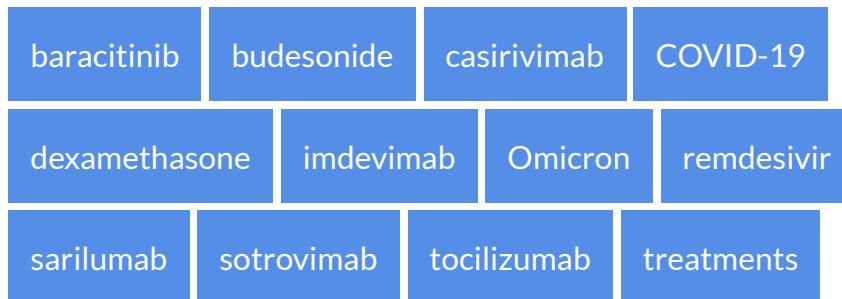 baracitinib budesonide casirivimab COVID-19
dexamethasone imdevimab Omicron remdesivir
sarilumab sotrovimab tocilizumab treatments